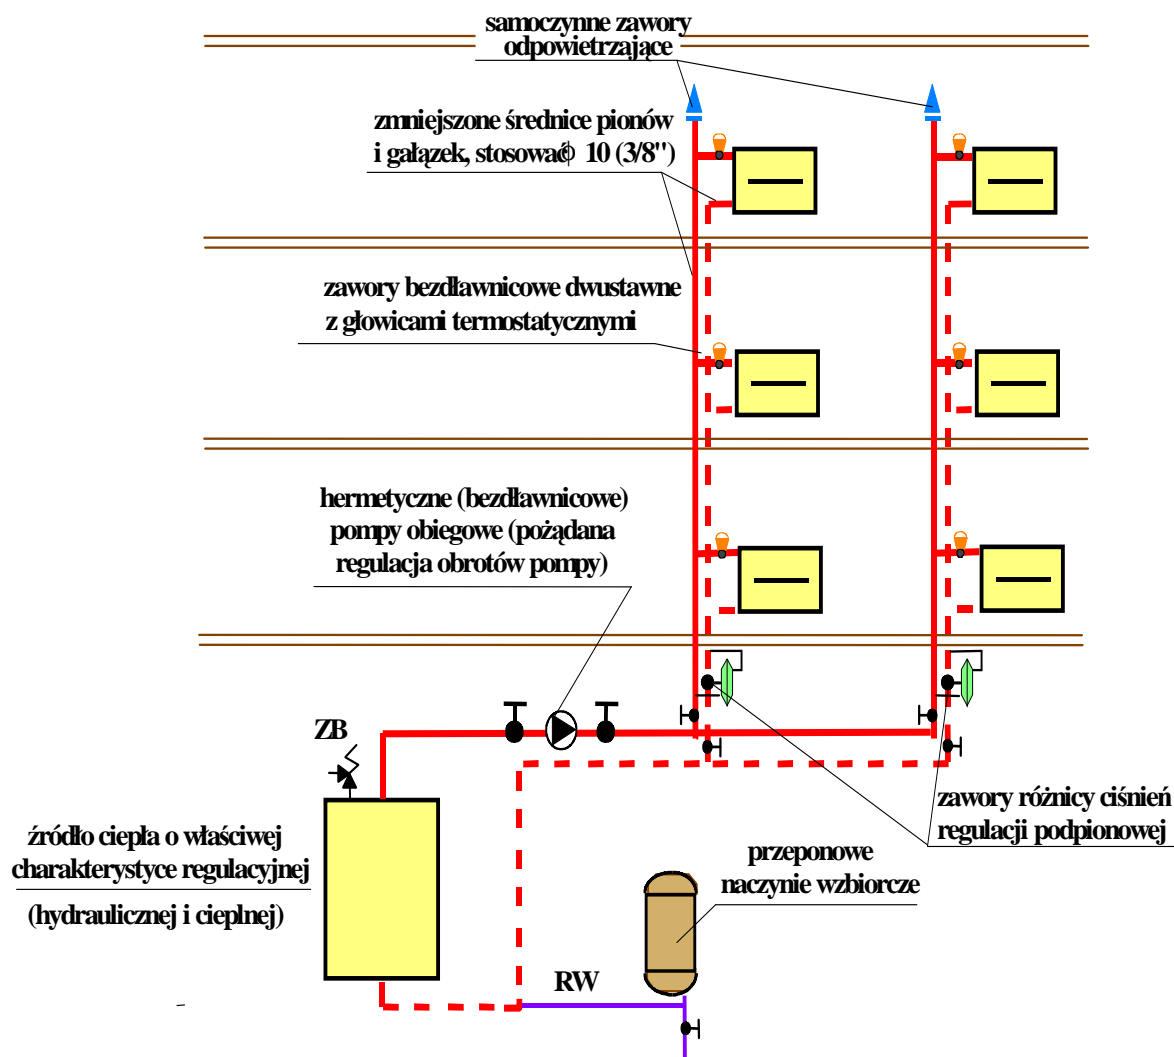 samoczynne zawory
odpowietrzające
zmniejszone średnice pionów
i gałązek, stosować ϕ 10 (3/8")
zawory bezdławnicowe dwustawne
z głowicami termostatycznymi
hermetyczne (bezdławnicowe)
pompy obiegowe (pożądana
regulacja obrotów pompy)
ZB
źródło ciepła o właściwej
charakterystyce regulacyjnej
(hydraulicznej i cieplnej)
zawory różnicy ciśnień
regulacji podpionowej
przeponowe
naczynie wzbiorcze
RW